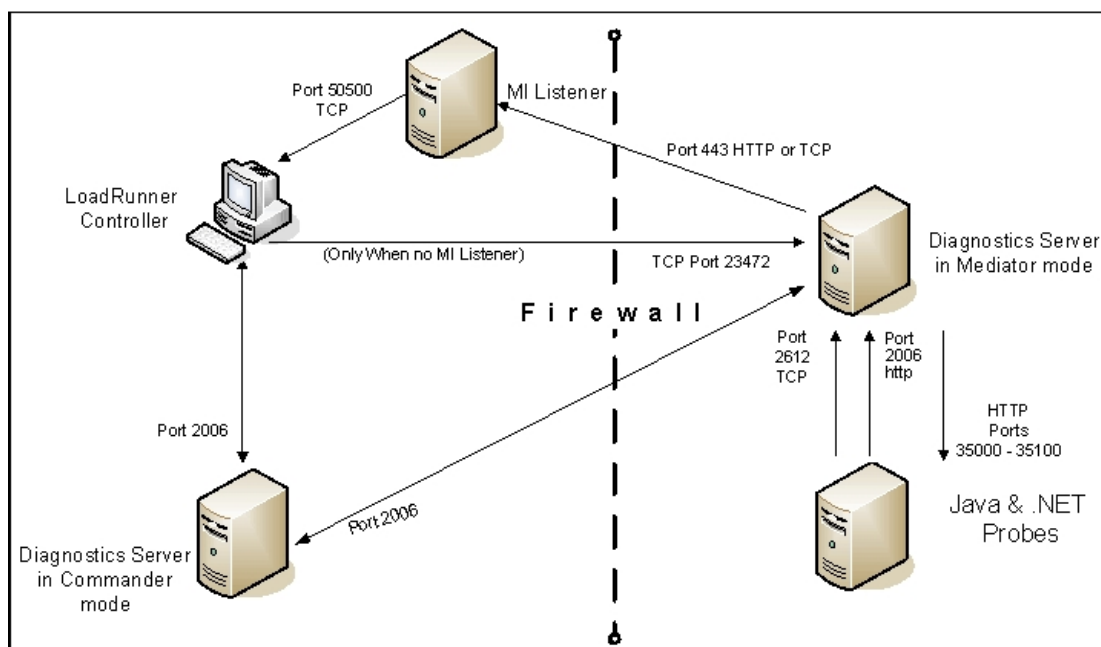 Port 50500
TCP
MI Listener
Port 443 HTTP or TCP
LoadRunner
Controller
(Only When no MI Listener)
TCP Port 23472
Diagnostics Server
in Mediator mode
Firewall
Port
2612
TCP
Port
2006
http
HTTP
Ports
35000 - 35100
Port 2006
Port 2006
Java & .NET
Probes
Diagnostics Server
in Commander
mode